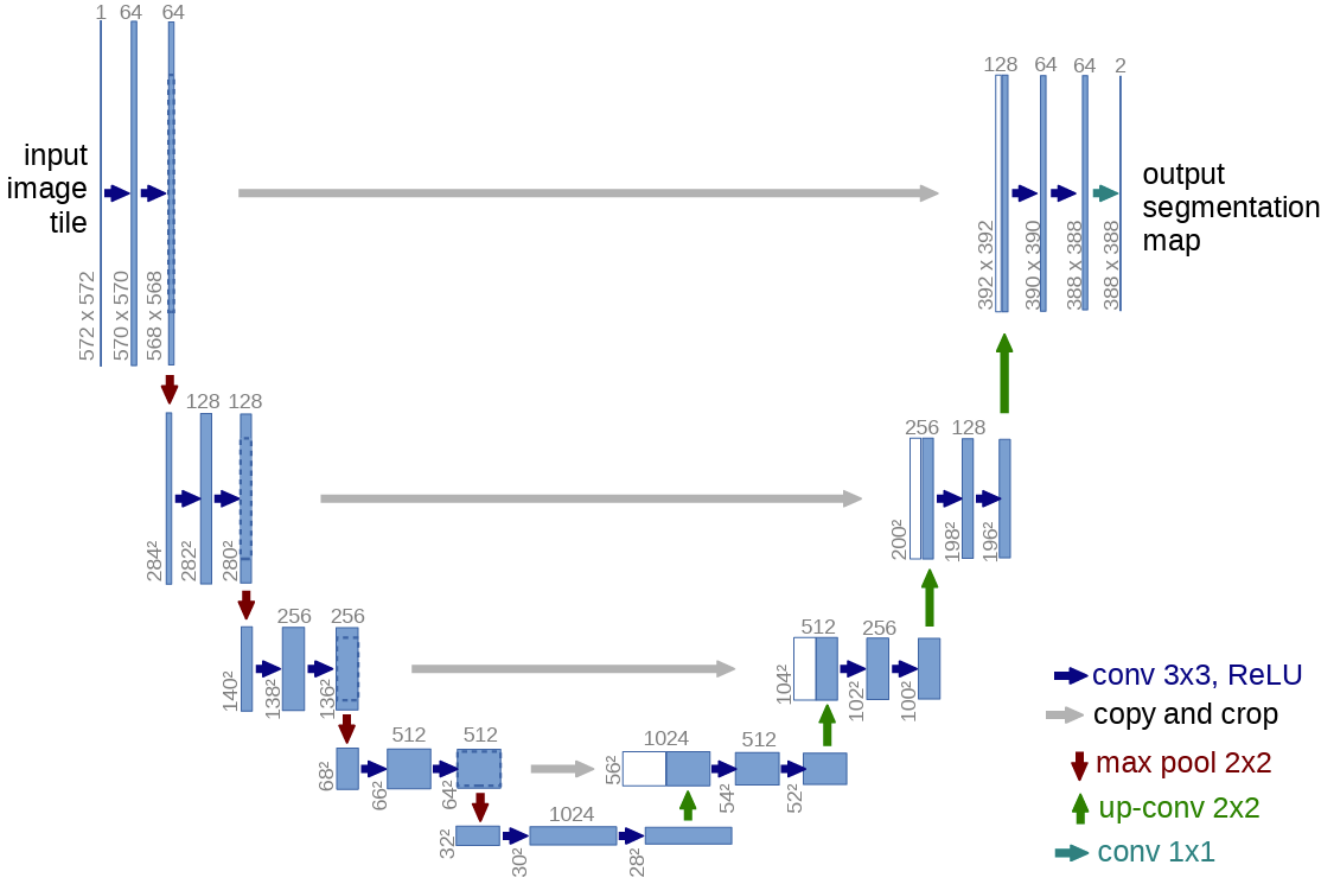 1 64 64
input
image
tile
572 x 572
570 x 570
568 x 568
128 64 64 2
392 x 392
390 x 390
388 x 388
388 x 388
output
segmentation
map
128 128
284²
282²
280²
256 128
200²
198²
196²
256 256
140²
138²
136²
512 256
104²
102²
100²
512 512
68²
66²
64²
1024 512
56²
54²
52²
1024
32²
30²
28²
conv 3x3, ReLU
copy and crop
max pool 2x2
up-conv 2x2
conv 1x1